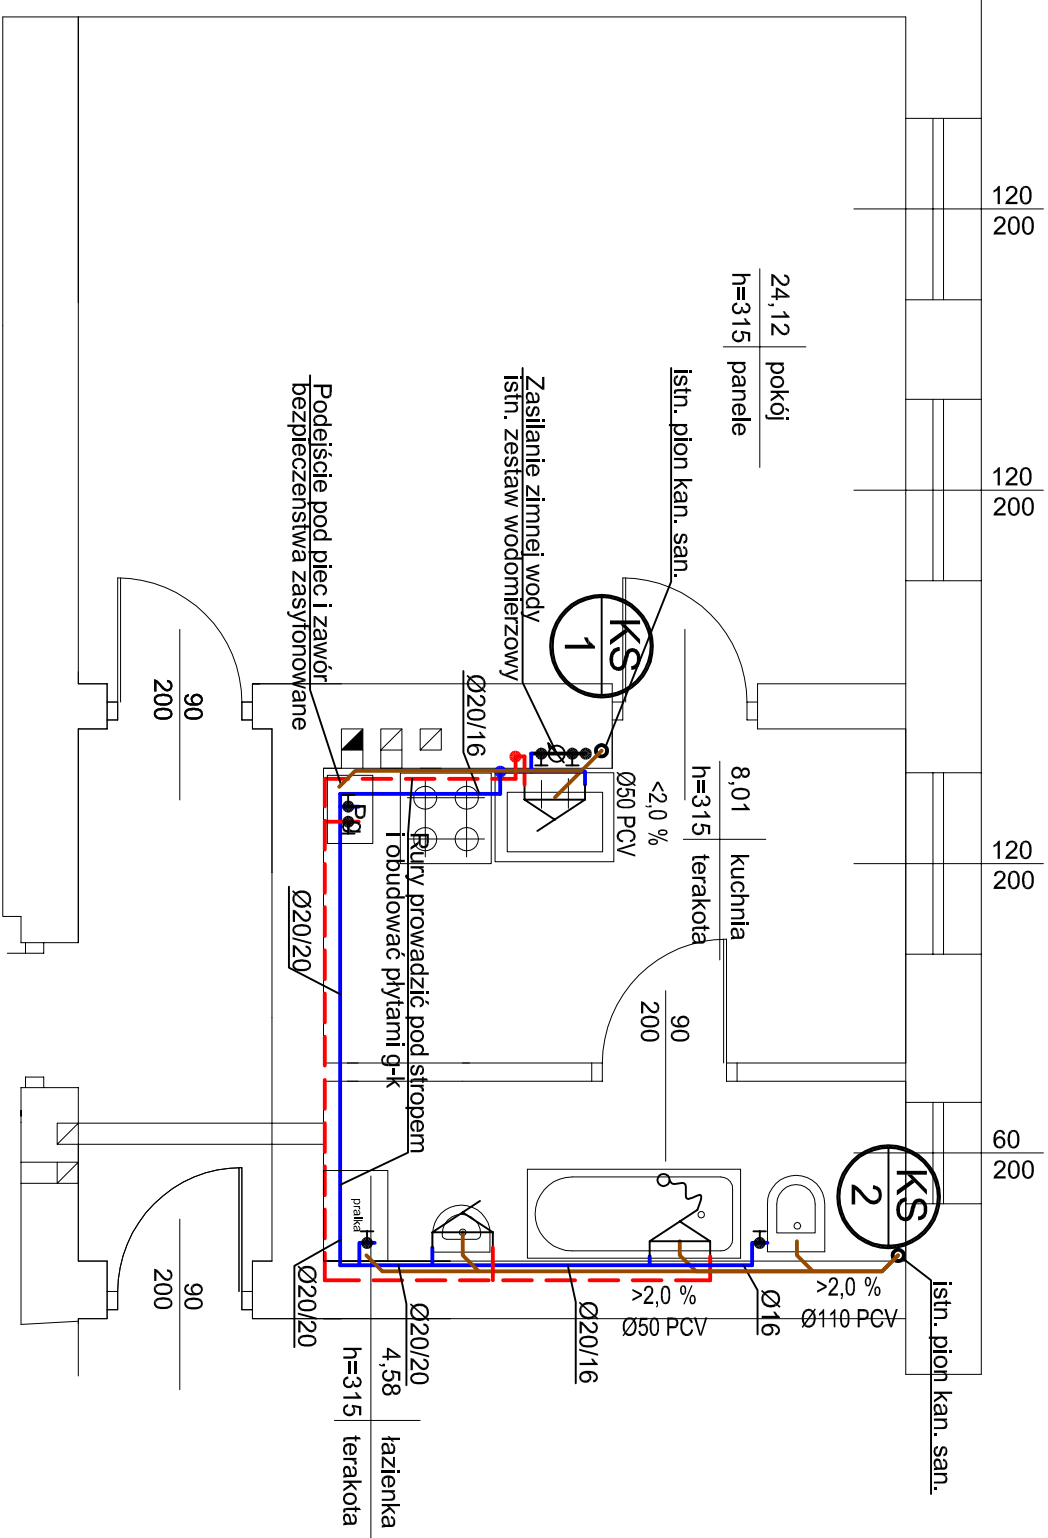 120
200
120
200
120
200
60
200
24,12 pokój
h=315 panele
istn. pion kan. san.
Zasilanie zimnej wody
istn. zestaw wodomierzowy
Podejście pod piec i zawór
bezpieczeństwa zasyfonowane
KS
1
90
200
Ø20/16
<2,0 %
Ø50 PCV
8,01 kuchnia
h=315 terakota
Pg
Rury prowadzić pod stropem
i obudować płytami g-k
Ø20/20
90
200
KS
2
pralka
90
200
Ø20/20
Ø20/20
Ø20/16
>2,0 %
Ø50 PCV
Ø16
>2,0 %
Ø110 PCV
istn. pion kan. san.
4,58 łazienka
h=315 terakota